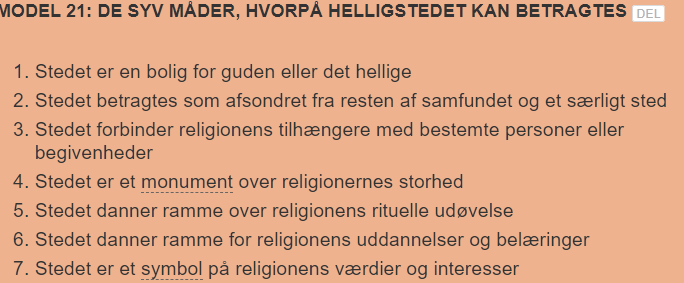 MODEL 21: DE SYV MÅDER, HVORPÅ HELLIGSTEDET KAN BETRAGTES DEL
1. Stedet er en bolig for guden eller det hellige
2. Stedet betragtes som afsondret fra resten af samfundet og et særligt sted
3. Stedet forbinder religionens tilhængere med bestemte personer eller
begivenheder
4. Stedet er et monument over religionernes storhed
5. Stedet danner ramme over religionens rituelle udøvelse
6. Stedet danner ramme for religionens uddannelser og belæringer
7. Stedet er et symbol på religionens værdier og interesser